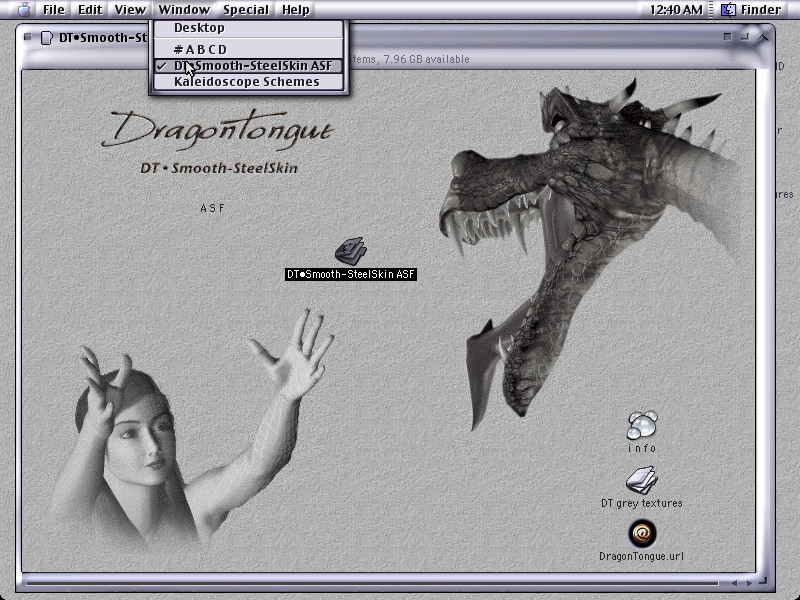 File Edit View Window Special Help 12:40 AM Finder
Desktop
#ABCD
DT•Smooth-SteelSkin ASF
Kaleidoscope Schemes
DT•Smooth-St
7.96 GB available
DragonTongue
DT•Smooth-SteelSkin
ASF
DT•Smooth-SteelSkin ASF
info
DT grey textures
DragonTongue.url